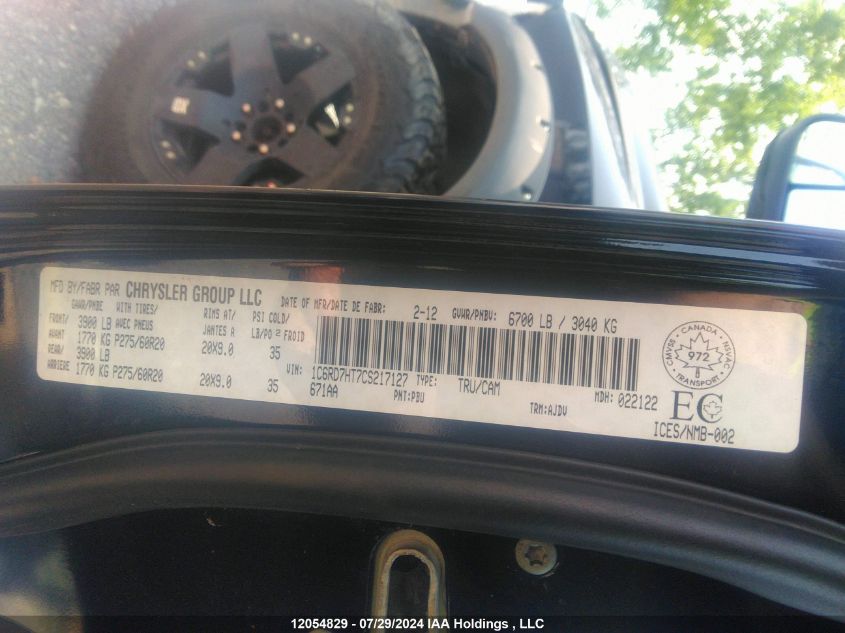 MFD BY/FABR PAR CHRYSLER GROUP LLC DATE OF MFR/DATE DE FABR: 2-12 GVWR/PNBV: 6700 LB / 3040 KG
GAWR/PNBE WITH TIRES/ RIMS AT/ PSI COLD/
FRONT/ 3900 LB AVEC PNEUS JANTES A LB/PO² FROID
AVANT 1770 KG P275/60R20 20X9.0 35
REAR/ 3900 LB
ARRIERE 1770 KG P275/60R20 20X9.0 35
VIN: 1C6RD7HT7CS217127 TYPE: TRU/CAM MDH: 022122
671AA PNT:PBU TRM:AJDV
CMVSS - CANADA - NSVAC
972
B
TRANSPORT
EC
ICES/NMB-002
12054829 - 07/29/2024 IAA Holdings , LLC